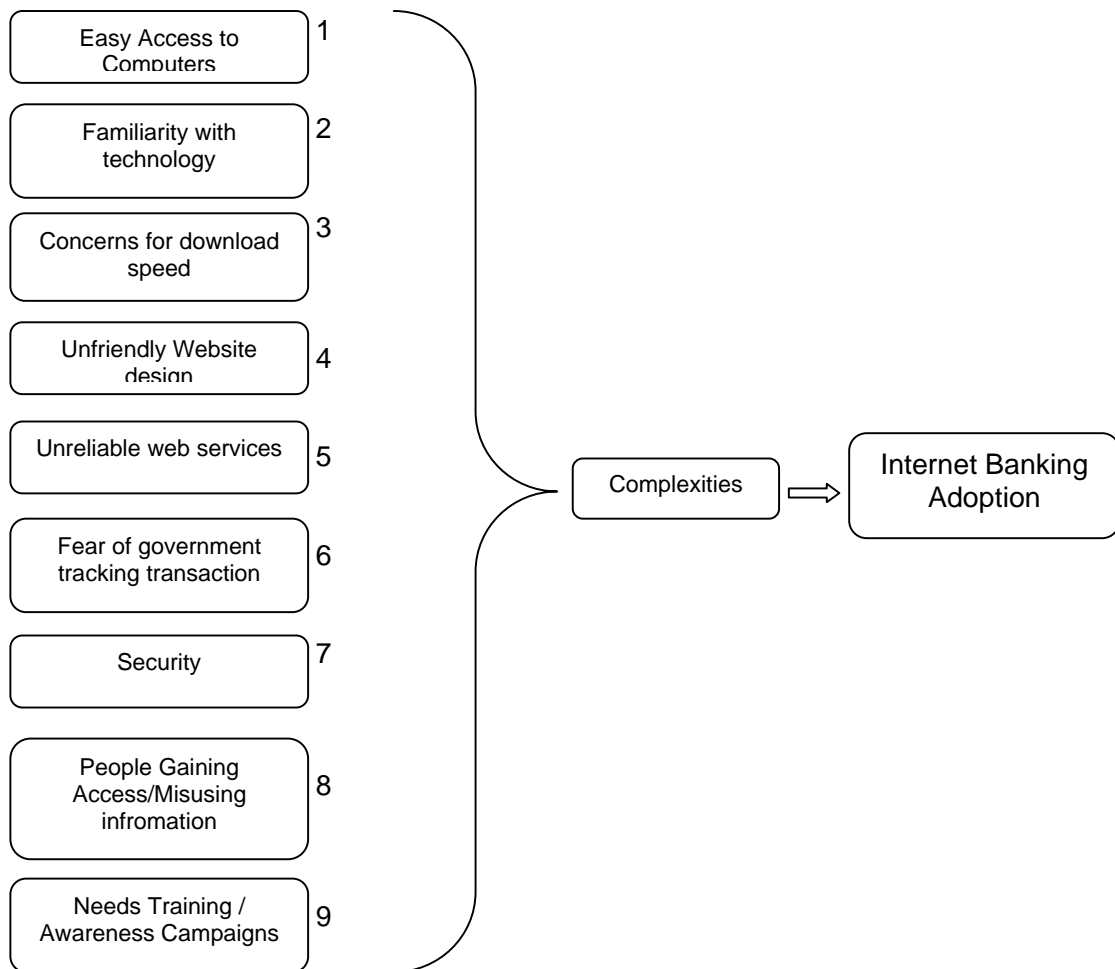 Easy Access to
Computers
1
Familiarity with
technology
2
Concerns for download
speed
3
Unfriendly Website
design
4
Unreliable web services
5
Fear of government
tracking transaction
6
Security
7
People Gaining
Access/Misusing
infromation
8
Needs Training /
Awareness Campaigns
9
Complexities
Internet Banking
Adoption